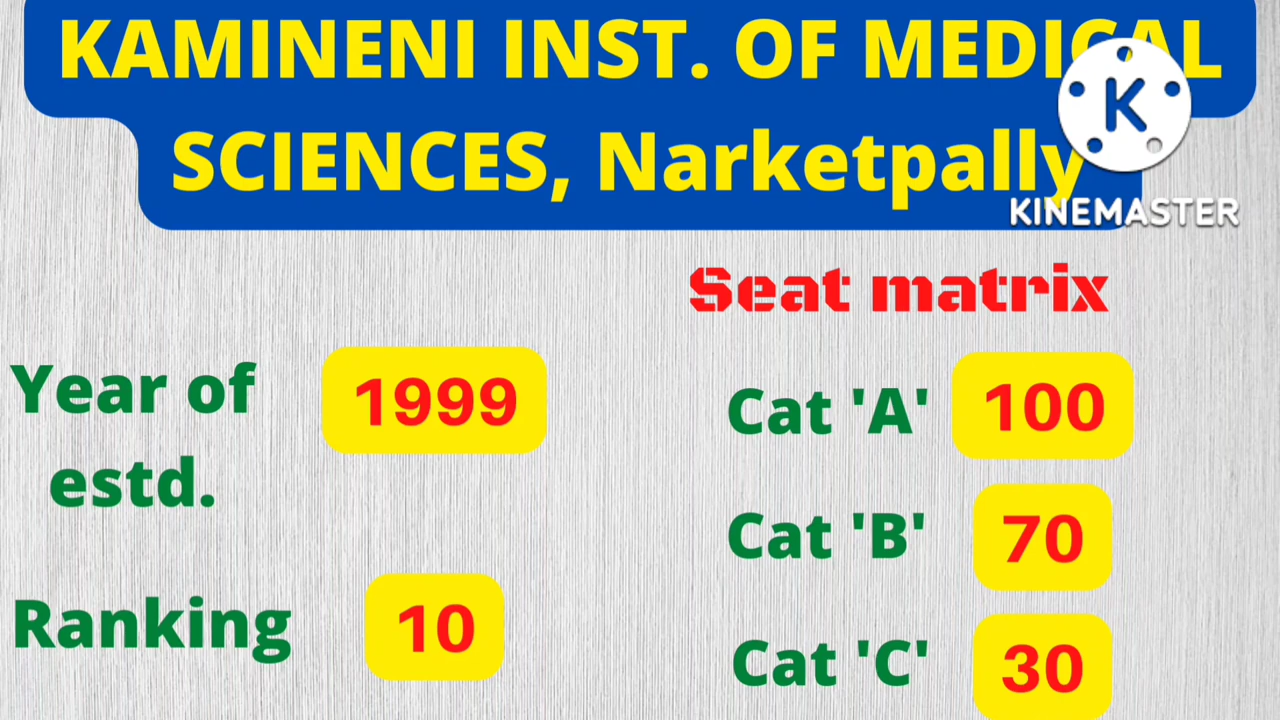 KAMINENI INST. OF MEDICAL
SCIENCES, Narketpally
K
KINEMASTER
Seat matrix
Year of
estd.
1999
Cat 'A' 100
Cat 'B' 70
Ranking 10
Cat 'C' 30